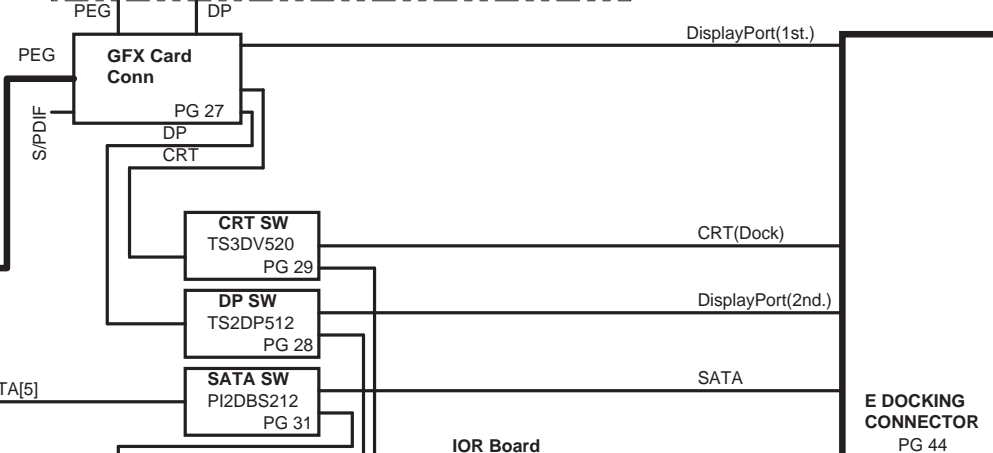 PEG
DP
DisplayPort(1st.)
PEG
GFX Card
Conn
PG 27
S/PDIF
DP
CRT
CRT SW
TS3DV520
PG 29
CRT(Dock)
DP SW
TS2DP512
PG 28
DisplayPort(2nd.)
TA[5]
SATA SW
PI2DBS212
PG 31
SATA
E DOCKING
CONNECTOR
PG 44
IOR Board